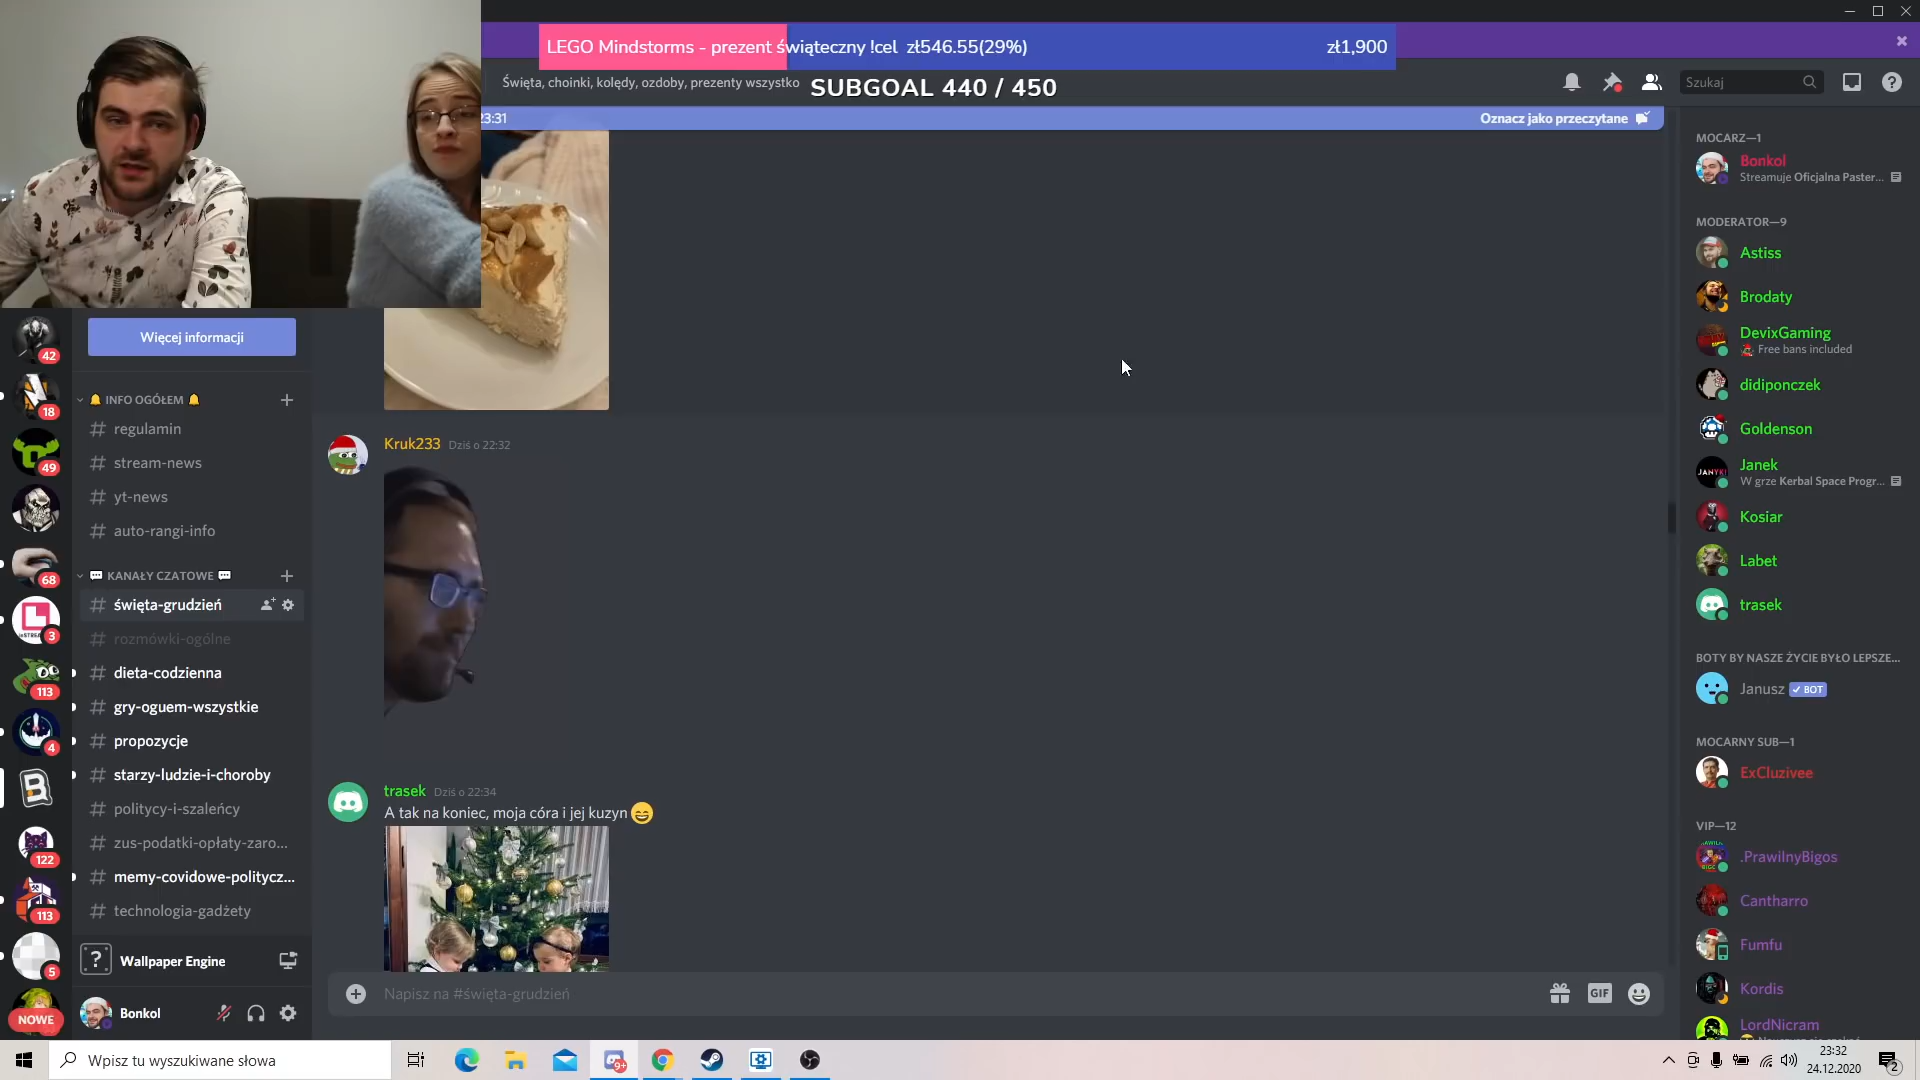 LEGO Mindstorms - prezent świąteczny !cel zł546.55(29%)
zł1,900
Święta, choinki, kolędy, ozdoby, prezenty wszystko
SUBGOAL 440 / 450
Szukaj
23:31
Oznacz jako przeczytane
Więcej informacji
42
18
49
68
3
113
4
122
113
5
NOWE
INFO OGÓŁEM
regulamin
stream-news
yt-news
auto-rangi-info
KANAŁY CZATOWE
święta-grudzień
rozmówki-ogólne
dieta-codzienna
gry-oguem-wszystkie
propozycje
starzy-ludzie-i-choroby
politycy-i-szaleńcy
zus-podatki-opłaty-zaro...
memy-covidowe-politycz...
technologia-gadżety
Wallpaper Engine
Bonkol
Kruk233 Dziś o 22:32
trasek Dziś o 22:34
A tak na koniec, moja córa i jej kuzyn
Napisz na #święta-grudzień
GIF
MOCARZ—1
Bonkol
Streamuje Oficjalna Paster...
MODERATOR—9
Astiss
Brodaty
DevixGaming
Free bans included
didiponczek
Goldenson
Janek
W grze Kerbal Space Progr...
Kosiar
Labet
trasek
BOTY BY NASZE ŻYCIE BYŁO LEPSZE...
Janusz BOT
MOCARNY SUB—1
ExCluzivee
VIP—12
.PrawilnyBigos
Cantharro
Fumfu
Kordis
LordNicram
Wpisz tu wyszukiwane słowa
9+
23:32
24.12.2020
2